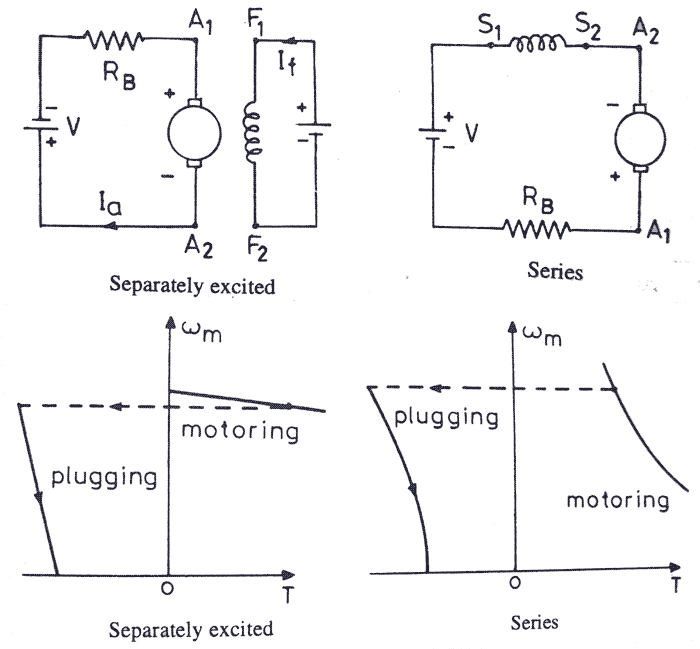 A1 F1 S1 S2 A2
RB If
+ +
- V + - + V -
- +
Ia RB
A2 F2 A1
Separately excited Series
ωm ωm
motoring plugging
plugging motoring
O T O T
Separately excited Series